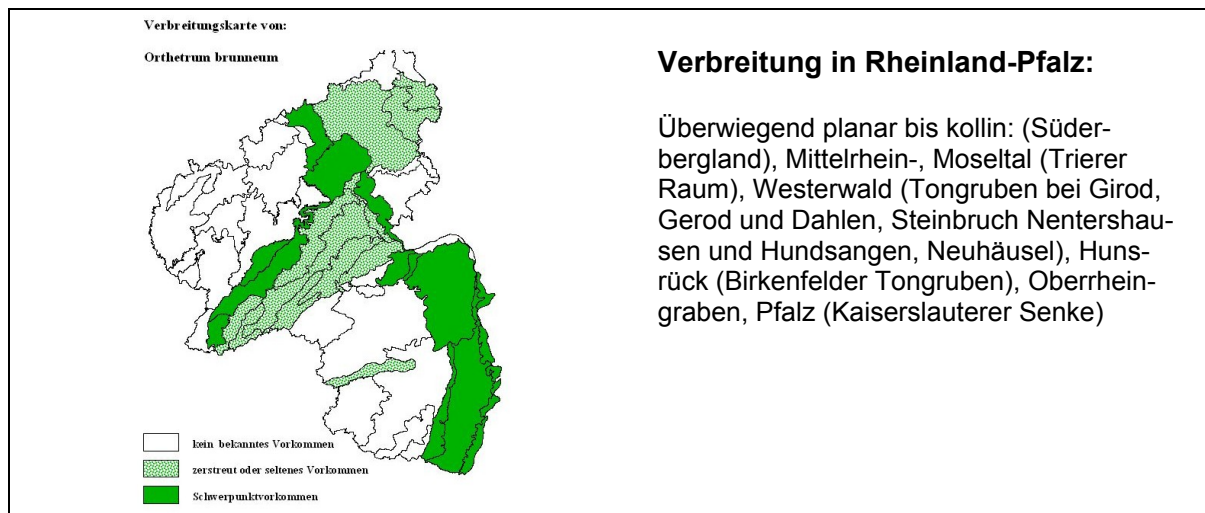 Verbreitungskarte von:
Orthetrum brunneum
kein bekanntes Vorkommen
zerstreut oder seltenes Vorkommen
Schwerpunktvorkommen
Verbreitung in Rheinland-Pfalz:
Überwiegend planar bis kollin: (Süder-
bergland), Mittelrhein-, Moseltal (Trierer
Raum), Westerwald (Tongruben bei Girod,
Gerod und Dahlen, Steinbruch Nentershau-
sen und Hundsangen, Neuhäusel), Huns-
rück (Birkenfelder Tongruben), Oberrhein-
graben, Pfalz (Kaiserslauterer Senke)